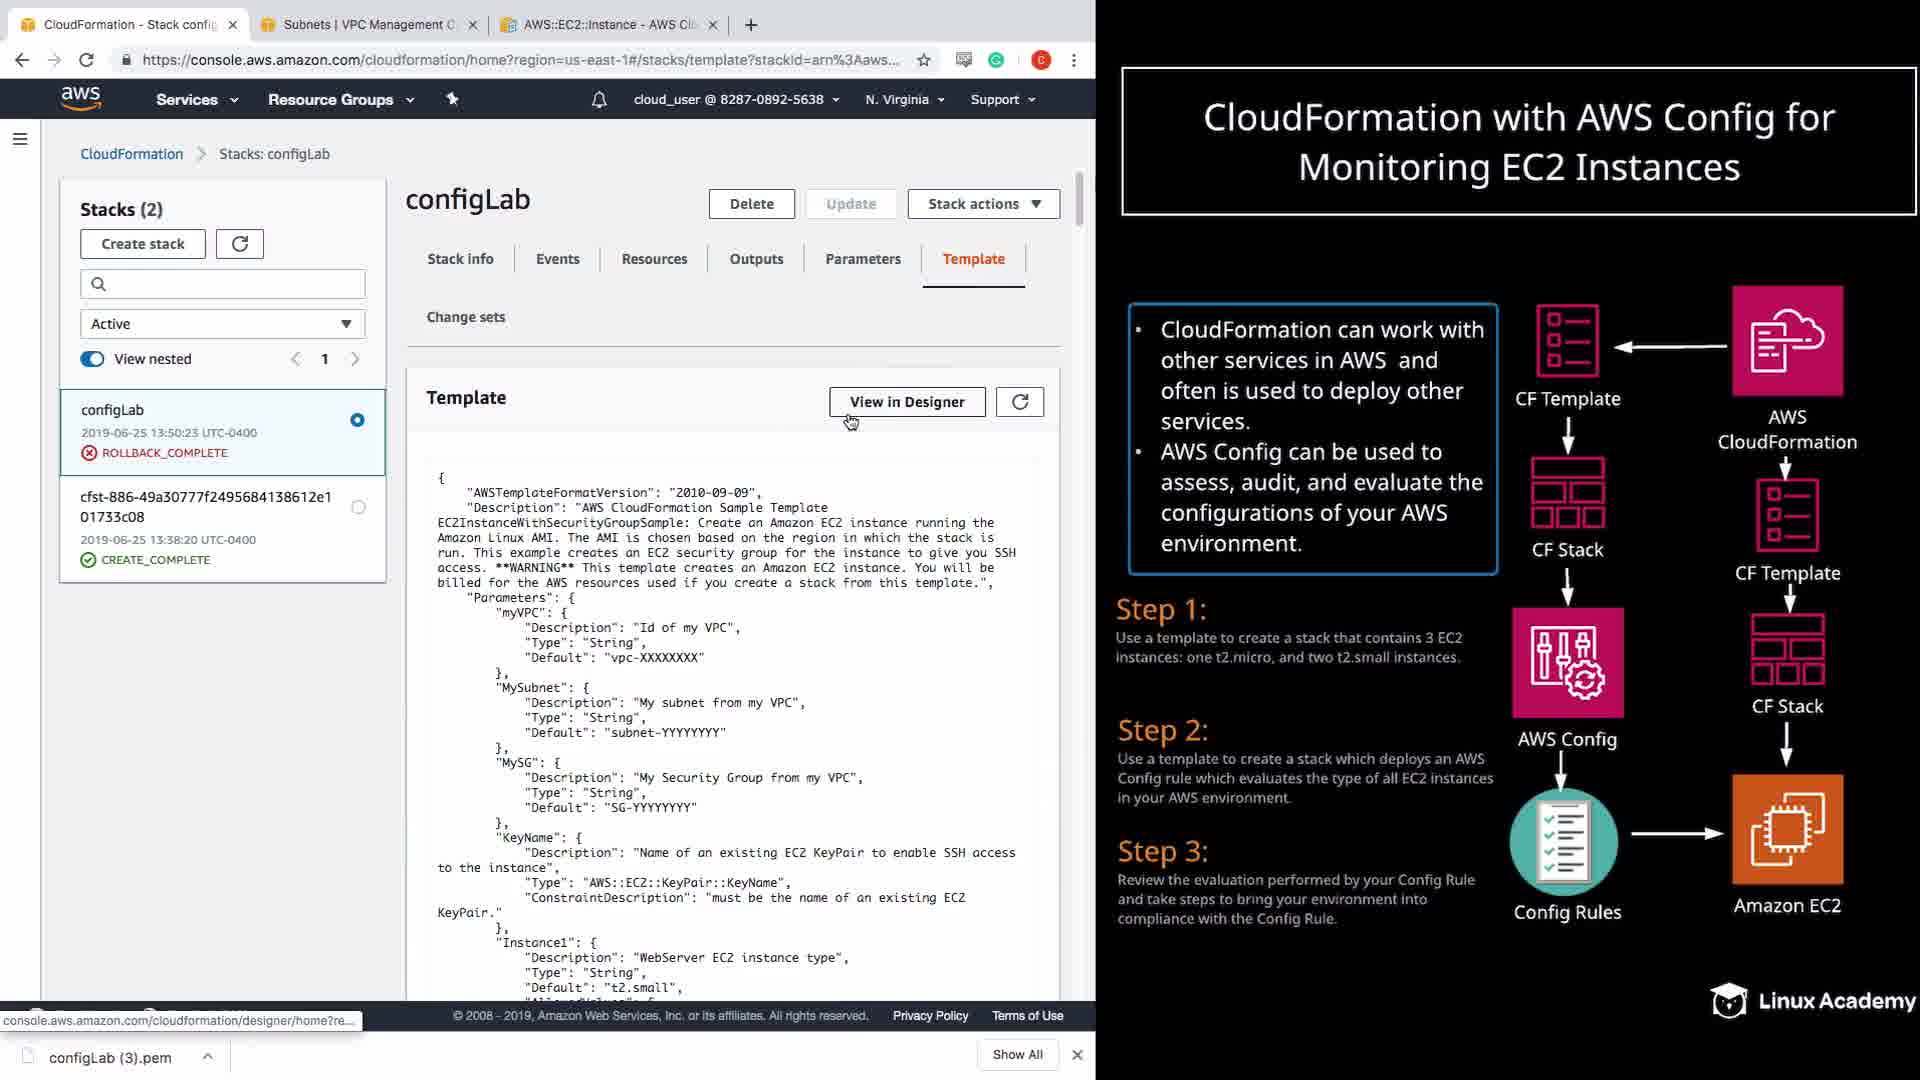 CloudFormation - Stack config
Subnets | VPC Management C
AWS::EC2::Instance - AWS Clo
https://console.aws.amazon.com/cloudformation/home?region=us-east-1#/stacks/template?stackId=arn%3Aaws...
C
aws
Services
Resource Groups
cloud_user @ 8287-0892-5638
N. Virginia
Support
CloudFormation
Stacks: configLab
Stacks (2)
Create stack
Active
View nested
1
configLab
2019-06-25 13:50:23 UTC-0400
ROLLBACK_COMPLETE
cfst-886-49a30777f2495684138612e1
01733c08
2019-06-25 13:38:20 UTC-0400
CREATE_COMPLETE
configLab
Delete
Update
Stack actions
Stack info
Events
Resources
Outputs
Parameters
Template
Change sets
Template
View in Designer
{
"AWSTemplateFormatVersion": "2010-09-09",
"Description": "AWS CloudFormation Sample Template
EC2InstanceWithSecurityGroupSample: Create an Amazon EC2 instance running the
Amazon Linux AMI. The AMI is chosen based on the region in which the stack is
run. This example creates an EC2 security group for the instance to give you SSH
access. **WARNING** This template creates an Amazon EC2 instance. You will be
billed for the AWS resources used if you create a stack from this template.",
"Parameters": {
"myVPC": {
"Description": "Id of my VPC",
"Type": "String",
"Default": "vpc-XXXXXXXX"
},
"MySubnet": {
"Description": "My subnet from my VPC",
"Type": "String",
"Default": "subnet-YYYYYYYY"
},
"MySG": {
"Description": "My Security Group from my VPC",
"Type": "String",
"Default": "SG-YYYYYYYY"
},
"KeyName": {
"Description": "Name of an existing EC2 KeyPair to enable SSH access
to the instance",
"Type": "AWS::EC2::KeyPair::KeyName",
"ConstraintDescription": "must be the name of an existing EC2
KeyPair."
},
"Instance1": {
"Description": "WebServer EC2 instance type",
"Type": "String",
"Default": "t2.small",
© 2008 - 2019, Amazon Web Services, Inc. or its affiliates. All rights reserved.
Privacy Policy
Terms of Use
console.aws.amazon.com/cloudformation/designer/home?re...
configLab (3).pem
Show All
CloudFormation with AWS Config for
Monitoring EC2 Instances
• CloudFormation can work with
other services in AWS and
often is used to deploy other
services.
• AWS Config can be used to
assess, audit, and evaluate the
configurations of your AWS
environment.
Step 1:
Use a template to create a stack that contains 3 EC2
instances: one t2.micro, and two t2.small instances.
Step 2:
Use a template to create a stack which deploys an AWS
Config rule which evaluates the type of all EC2 instances
in your AWS environment.
Step 3:
Review the evaluation performed by your Config Rule
and take steps to bring your environment into
compliance with the Config Rule.
CF Template
CF Stack
AWS Config
Config Rules
AWS
CloudFormation
CF Template
CF Stack
Amazon EC2
Linux Academy